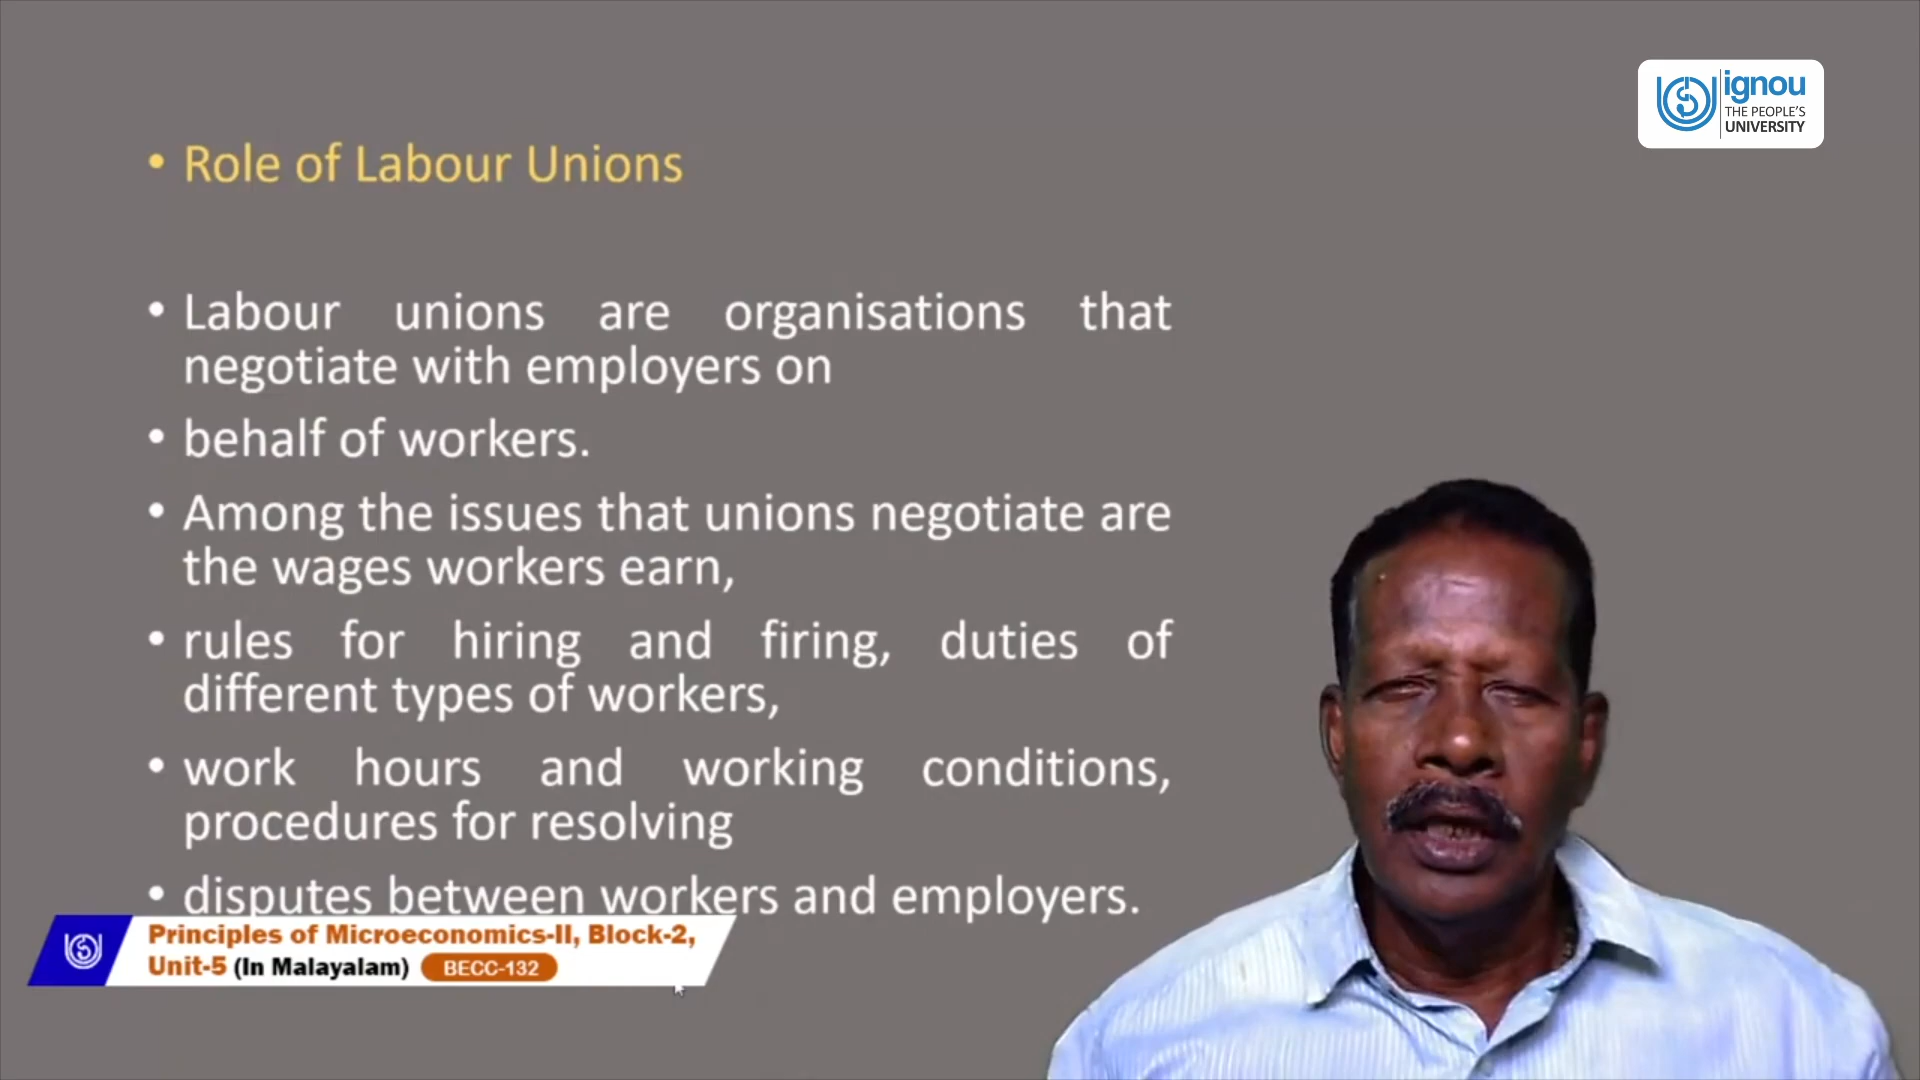 ignou
THE PEOPLE'S
UNIVERSITY
• Role of Labour Unions
• Labour unions are organisations that
negotiate with employers on
• behalf of workers.
• Among the issues that unions negotiate are
the wages workers earn,
• rules for hiring and firing, duties of
different types of workers,
• work hours and working conditions,
procedures for resolving
• disputes between workers and employers.
Principles of Microeconomics-II, Block-2,
Unit-5 (In Malayalam) BECC-132